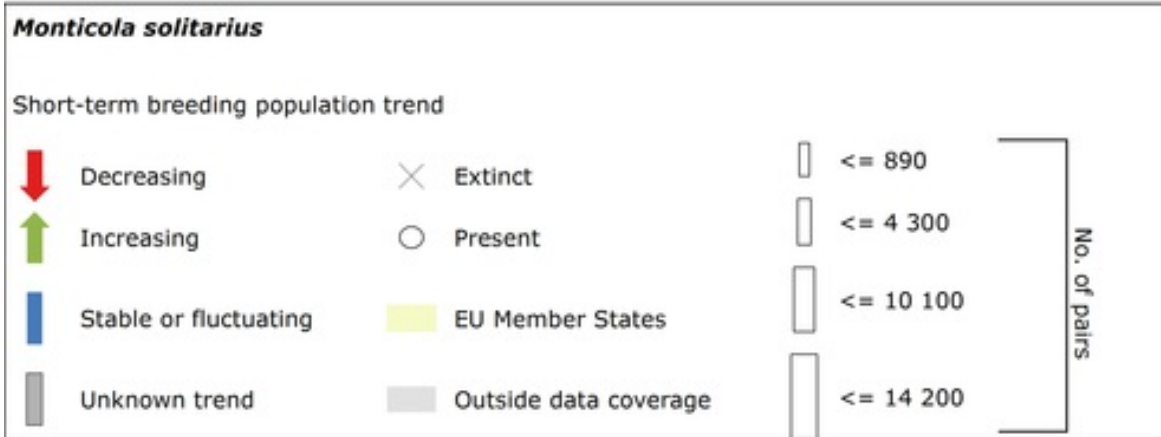 Monticola solitarius
Short-term breeding population trend
Decreasing
Extinct
<= 890
Increasing
Present
<= 4 300
Stable or fluctuating
EU Member States
<= 10 100
Unknown trend
Outside data coverage
<= 14 200
No. of pairs